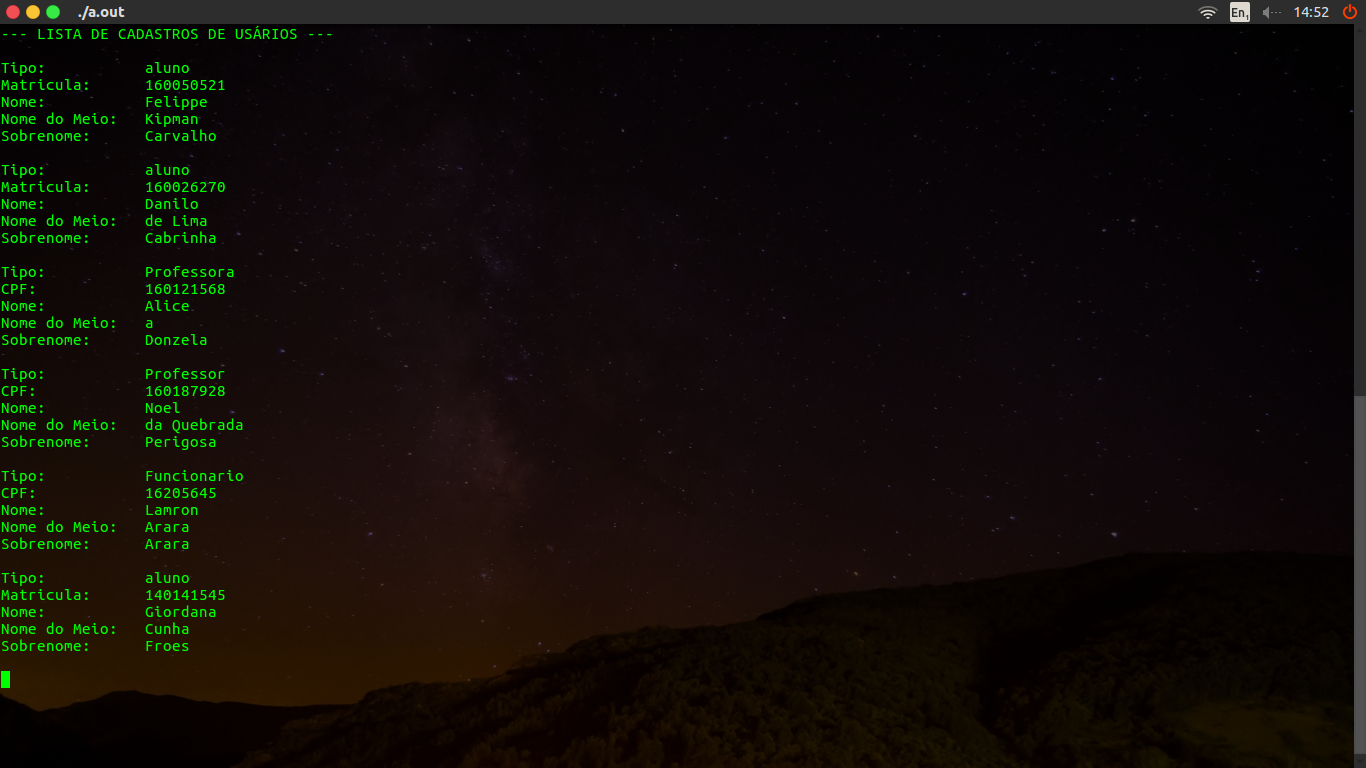 ./a.out
En1
14:52
--- LISTA DE CADASTROS DE USÁRIOS ---
Tipo: aluno
Matricula: 160050521
Nome: Felippe
Nome do Meio: Kipman
Sobrenome: Carvalho
Tipo: aluno
Matricula: 160026270
Nome: Danilo
Nome do Meio: de Lima
Sobrenome: Cabrinha
Tipo: Professora
CPF: 160121568
Nome: Alice
Nome do Meio: a
Sobrenome: Donzela
Tipo: Professor
CPF: 160187928
Nome: Noel
Nome do Meio: da Quebrada
Sobrenome: Perigosa
Tipo: Funcionario
CPF: 16205645
Nome: Lamron
Nome do Meio: Arara
Sobrenome: Arara
Tipo: aluno
Matricula: 140141545
Nome: Giordana
Nome do Meio: Cunha
Sobrenome: Froes